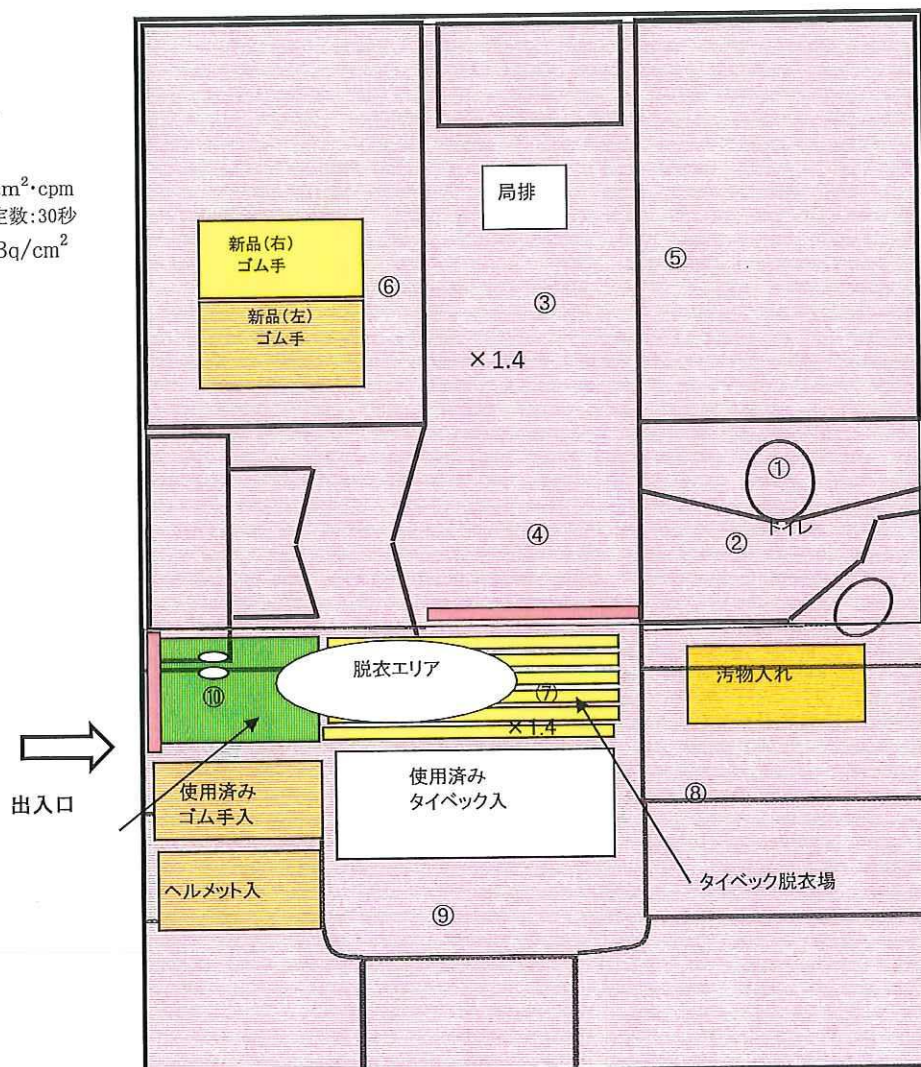 m²・cpm
定数:30秒
Bq/cm²
局排
新品(右)
ゴム手
⑥
⑤
③
新品(左)
ゴム手
×1.4
①
④
②
トイレ
脱衣エリア
汚物入れ
⑩
⑦
×1.4
出入口
使用済み
ゴム手入
使用済み
タイベック入
⑧
ヘルメット入
タイベック脱衣場
⑨